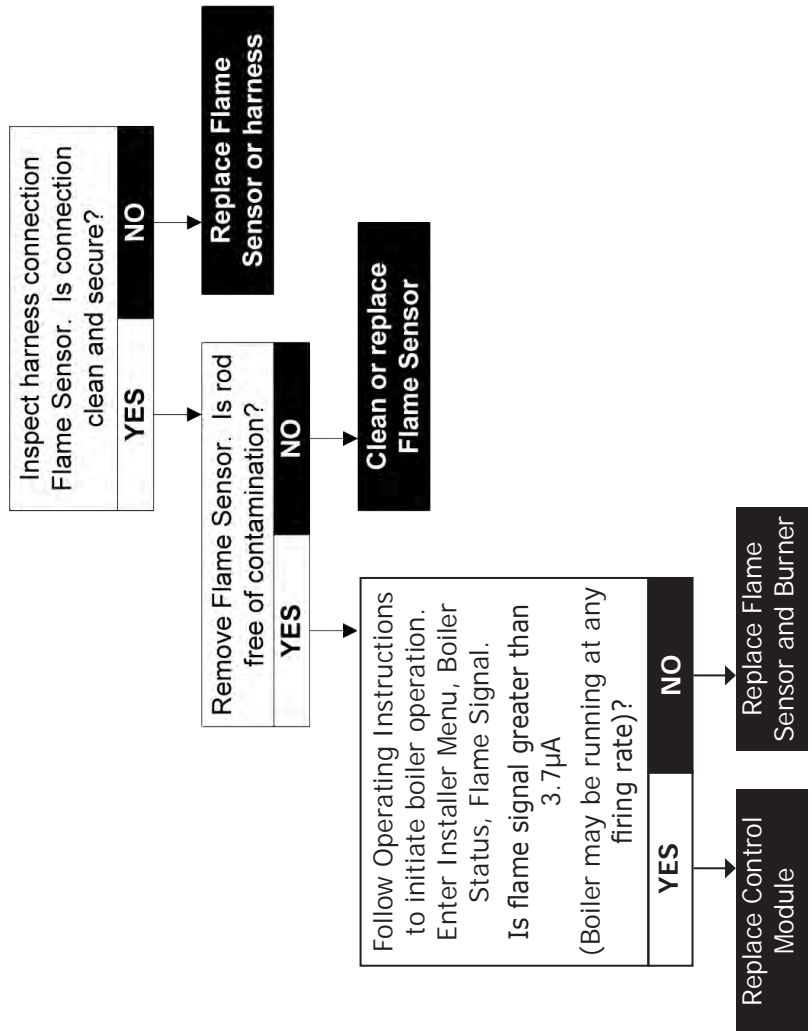 Inspect harness connection
Flame Sensor. Is connection
clean and secure?
YES
NO
Replace Flame
Sensor or harness
Remove Flame Sensor. Is rod
free of contamination?
YES
NO
Clean or replace
Flame Sensor
Follow Operating Instructions
to initiate boiler operation.
Enter Installer Menu, Boiler
Status, Flame Signal.
Is flame signal greater than
3.7µA
(Boiler may be running at any
firing rate)?
YES
NO
Replace Control
Module
Replace Flame
Sensor and Burner